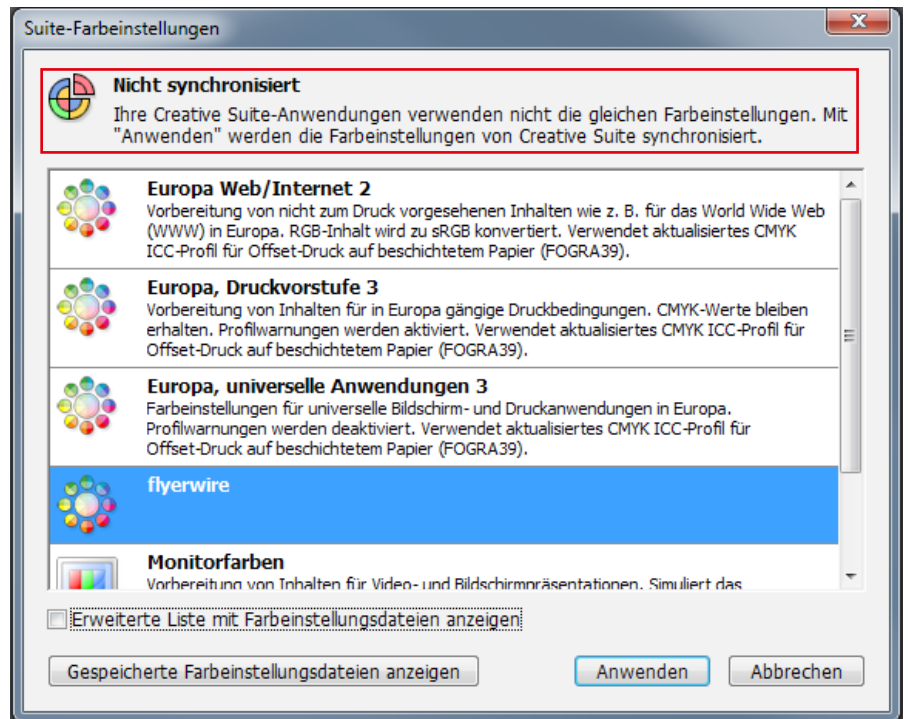 Suite-Farbeinstellungen
Nicht synchronisiert
Ihre Creative Suite-Anwendungen verwenden nicht die gleichen Farbeinstellungen. Mit
"Anwenden" werden die Farbeinstellungen von Creative Suite synchronisiert.
Europa Web/Internet 2
Vorbereitung von nicht zum Druck vorgesehenen Inhalten wie z. B. für das World Wide Web
(WWW) in Europa. RGB-Inhalt wird zu sRGB konvertiert. Verwendet aktualisiertes CMYK
ICC-Profil für Offset-Druck auf beschichtetem Papier (FOGRA39).
Europa, Druckvorstufe 3
Vorbereitung von Inhalten für in Europa gängige Druckbedingungen. CMYK-Werte bleiben
erhalten. Profilwarnungen werden aktiviert. Verwendet aktualisiertes CMYK ICC-Profil für
Offset-Druck auf beschichtetem Papier (FOGRA39).
Europa, universelle Anwendungen 3
Farbeinstellungen für universelle Bildschirm- und Druckanwendungen in Europa.
Profilwarnungen werden deaktiviert. Verwendet aktualisiertes CMYK ICC-Profil für
Offset-Druck auf beschichtetem Papier (FOGRA39).
flyerwire
Monitorfarben
Vorbereitung von Inhalten für Video- und Bildschirmpräsentationen. Simuliert das
Erweiterte Liste mit Farbeinstellungsdateien anzeigen
Gespeicherte Farbeinstellungsdateien anzeigen
Anwenden
Abbrechen